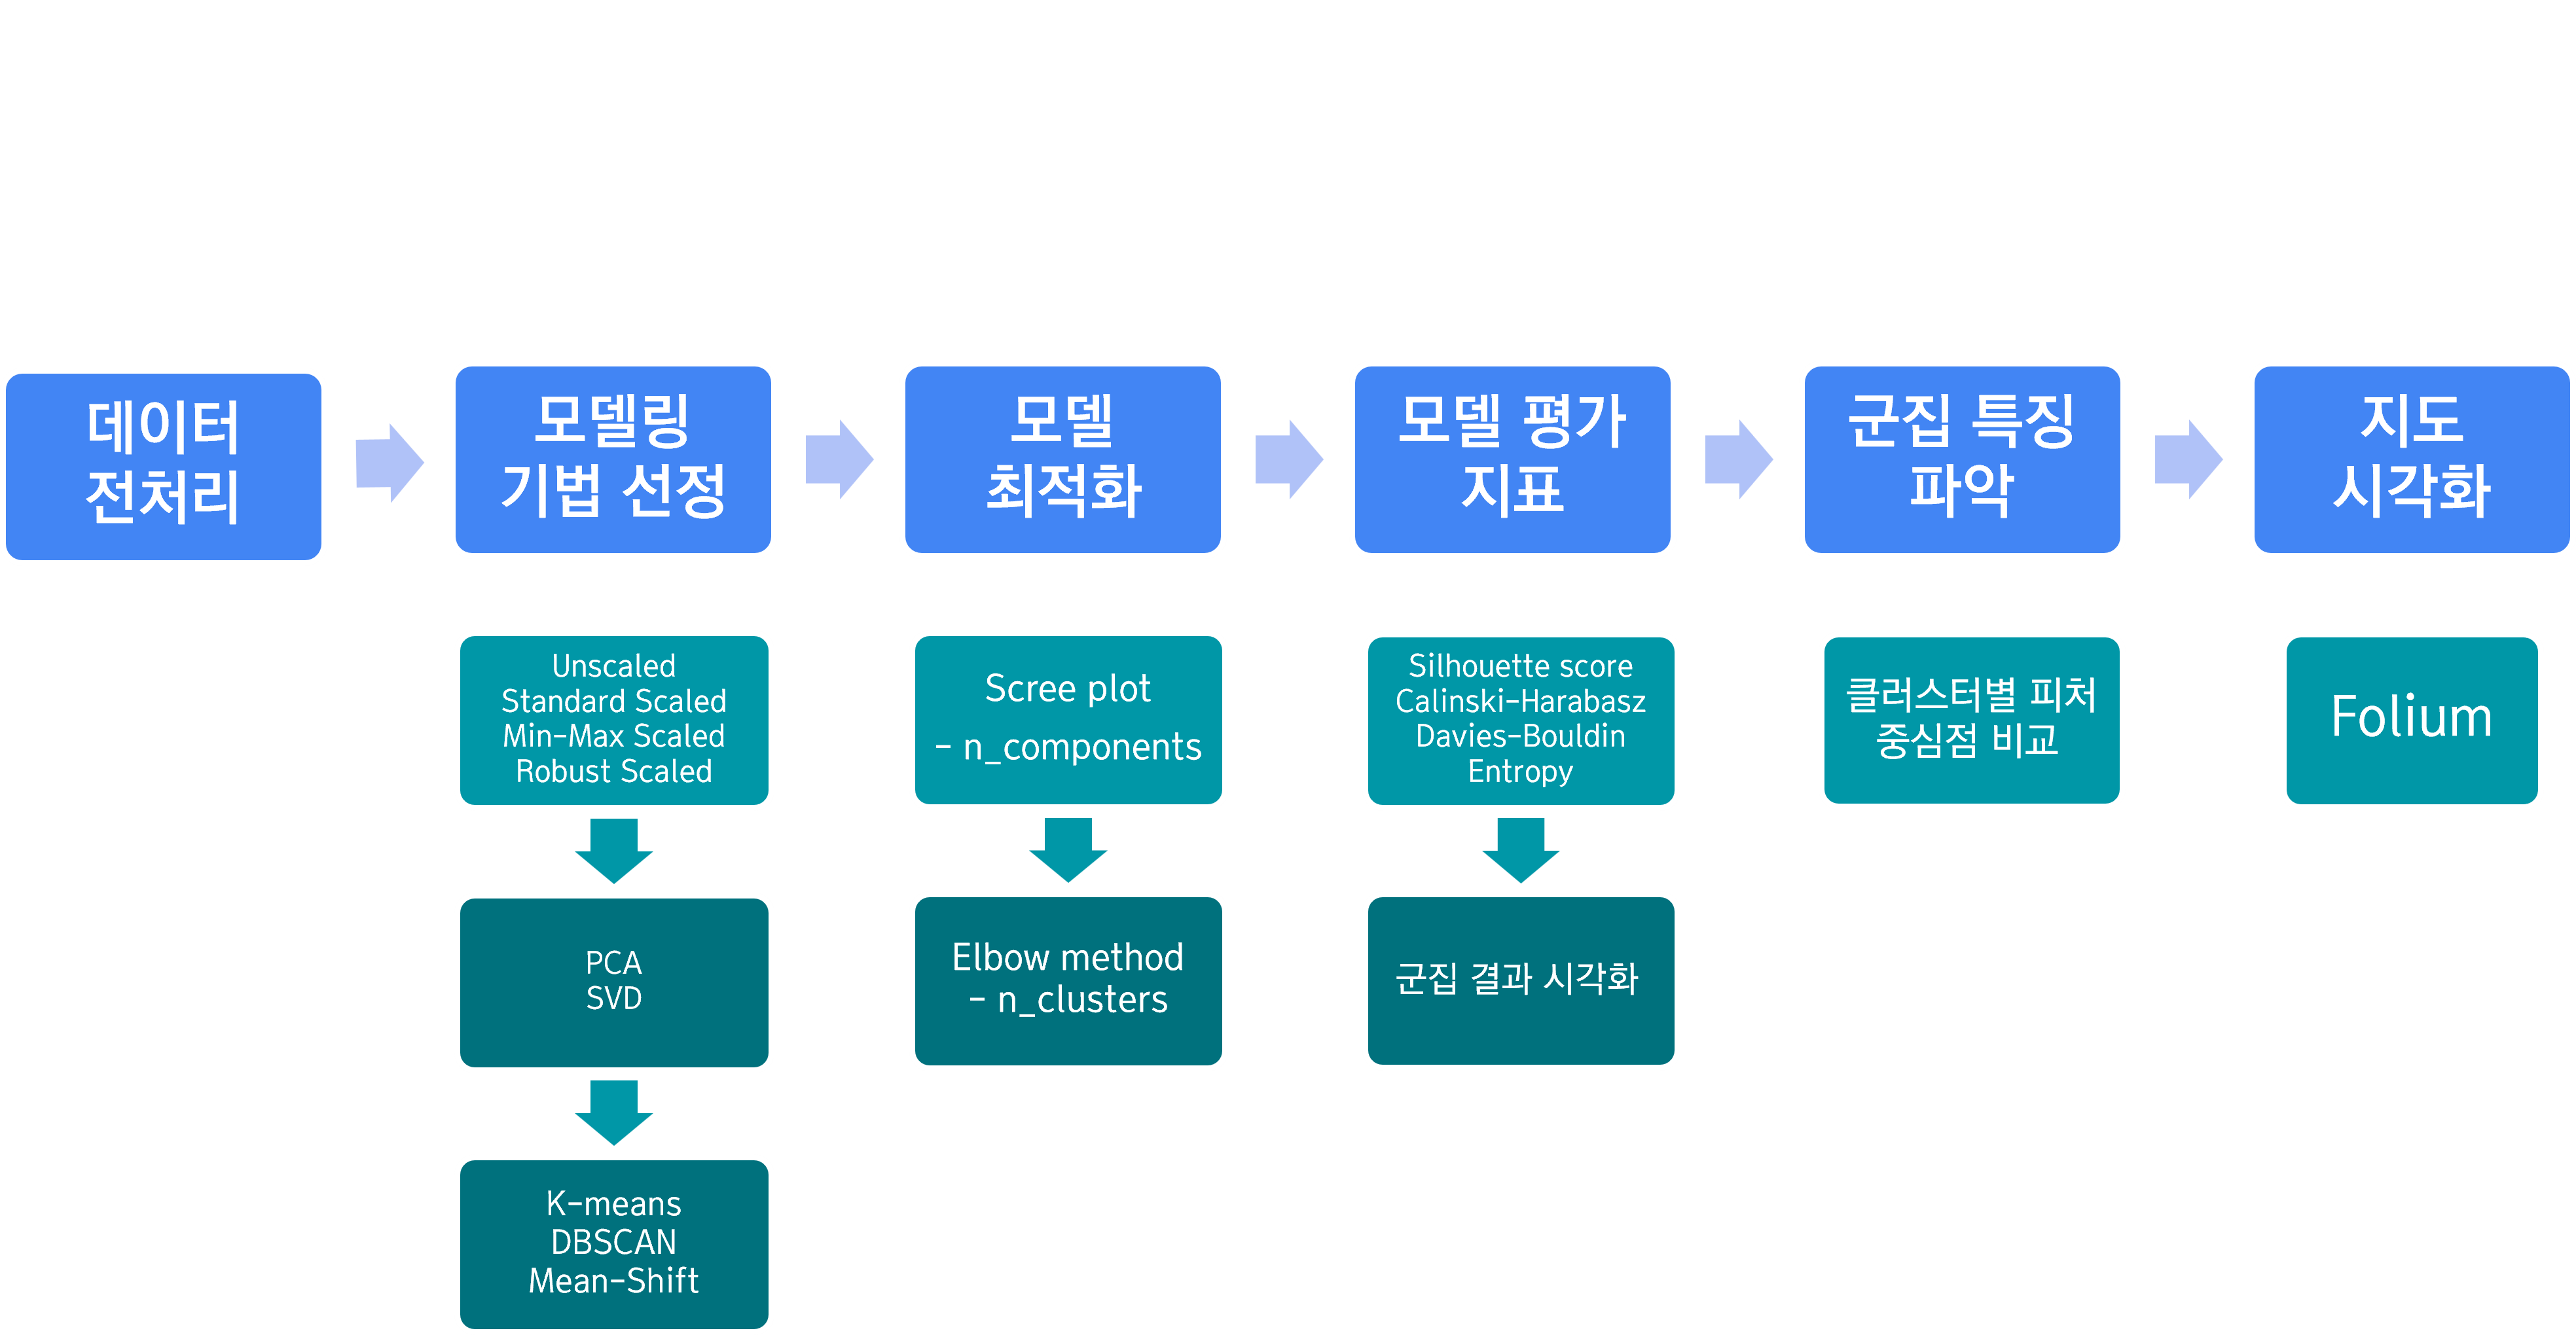 데이터
전처리
모델링
기법 선정
모델
최적화
모델 평가
지표
군집 특징
파악
지도
시각화
Unscaled
Standard Scaled
Min-Max Scaled
Robust Scaled
PCA
SVD
K-means
DBSCAN
Mean-Shift
Scree plot
- n_components
Elbow method
- n_clusters
Silhouette score
Calinski-Harabasz
Davies-Bouldin
Entropy
군집 결과 시각화
클러스터별 피처
중심점 비교
Folium